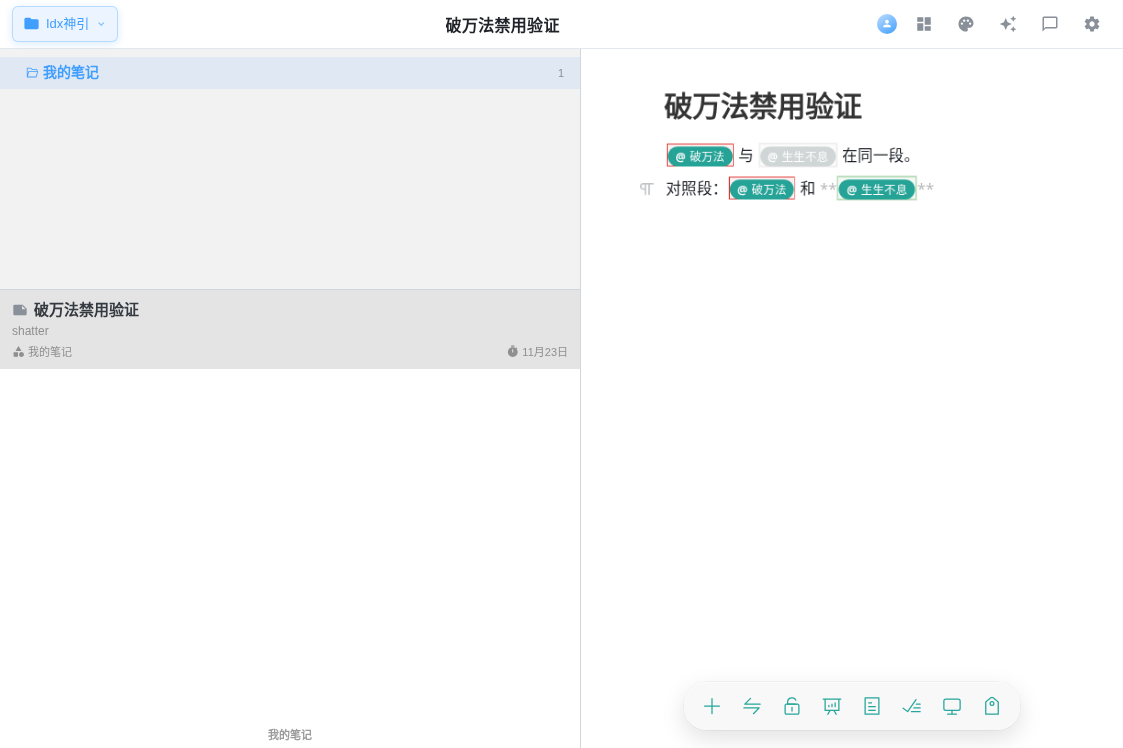 Idx神引
破万法禁用验证
我的笔记
1
破万法禁用验证
shatter
我的笔记
11月23日
我的笔记
破万法禁用验证
@ 破万法 与 @ 生生不息 在同一段。
对照段： @ 破万法 和 **@ 生生不息**